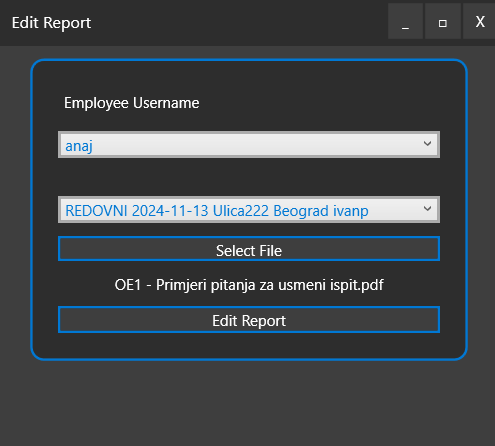 Edit Report
_ □ X
Employee Username
anaj
REDOVNI 2024-11-13 Ulica222 Beograd ivanp
Select File
OE1 - Primjeri pitanja za usmeni ispit.pdf
Edit Report